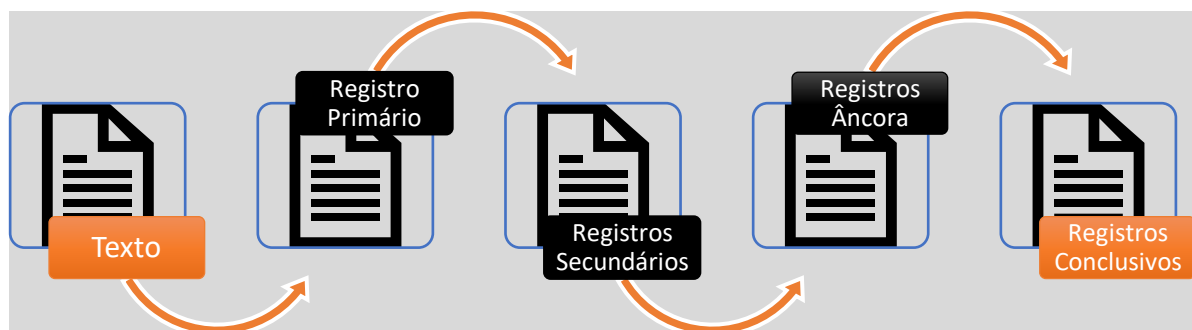 Texto
Registro
Primário
Registros
Secundários
Registros
Âncora
Registros
Conclusivos